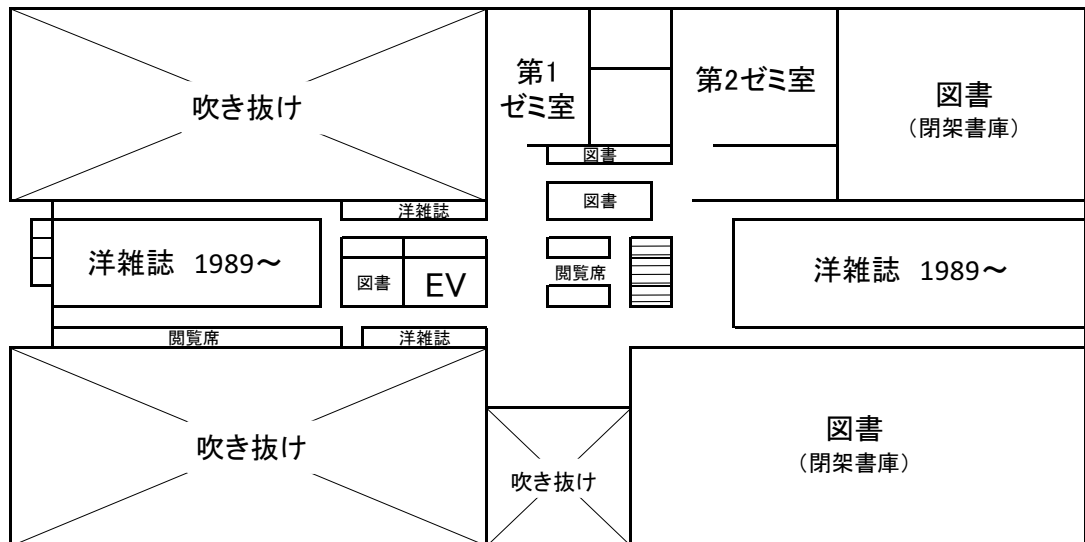 吹き抜け
第1
ゼミ室
第2ゼミ室
図書
（閉架書庫）
図書
図書
洋雑誌
洋雑誌 1989～
図書
EV
閲覧席
洋雑誌 1989～
閲覧席
洋雑誌
吹き抜け
吹き抜け
図書
（閉架書庫）